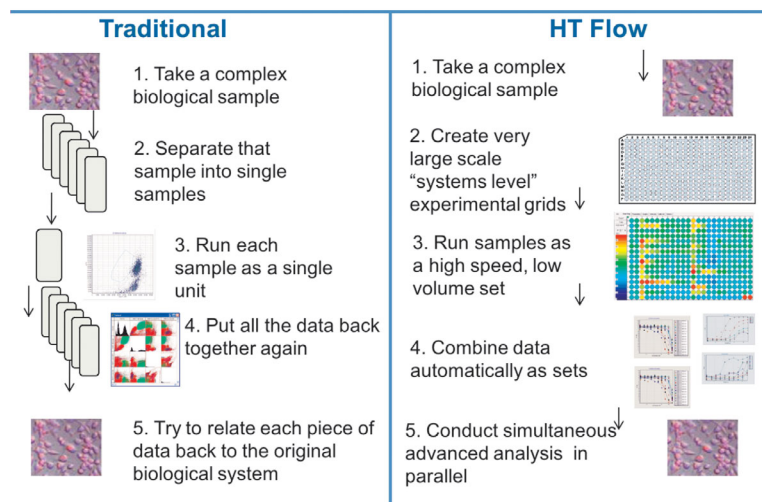 Traditional
1. Take a complex
biological sample
2. Separate that
sample into single
samples
3. Run each
sample as a single
unit
4. Put all the data back
together again
5. Try to relate each piece of
data back to the original
biological system
HT Flow
1. Take a complex
biological sample
2. Create very
large scale
“systems level”
experimental grids
3. Run samples as
a high speed, low
volume set
4. Combine data
automatically as sets
5. Conduct simultaneous
advanced analysis in
parallel